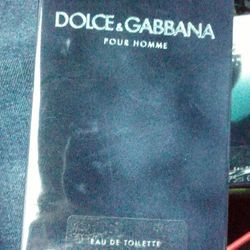 DOLCE & GABBANA
POUR HOMME
EAU DE TOILETTE